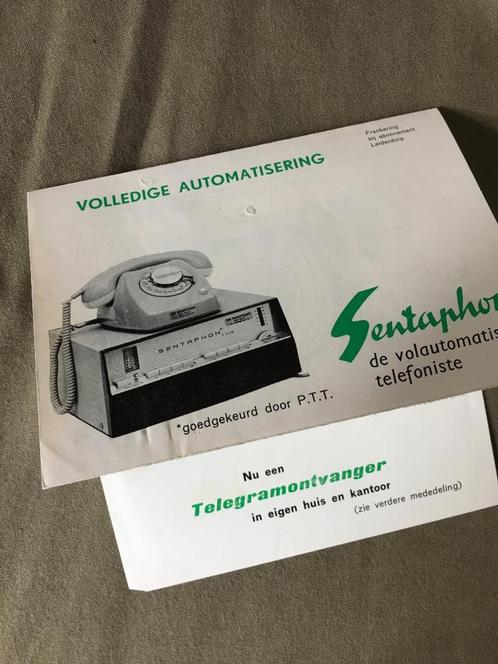 Frankering
bij abonnement
Leiderdorp
VOLLEDIGE AUTOMATISERING
SENTAPHON
Sentaphon
de volautomatis
telefoniste
*goedgekeurd door P.T.T.
Nu een
Telegramontvanger
in eigen huis en kantoor
(zie verdere mededeling)